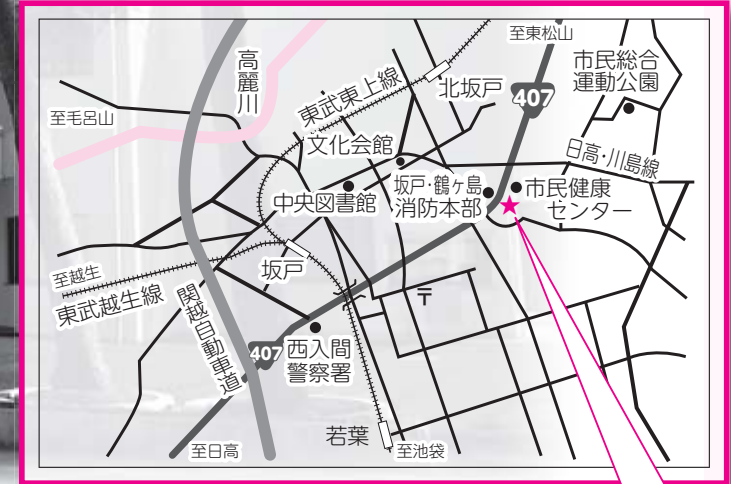 至東松山
高麗川
市民総合
運動公園
東武東上線
北坂戸
407
至毛呂山
文化会館
日高・川島線
中央図書館
坂戸・鶴ヶ島
消防本部
市民健康
センター
坂戸
至越生
東武越生線
関越自動車道
〒
407
西入間
警察署
若葉
至日高
至池袋